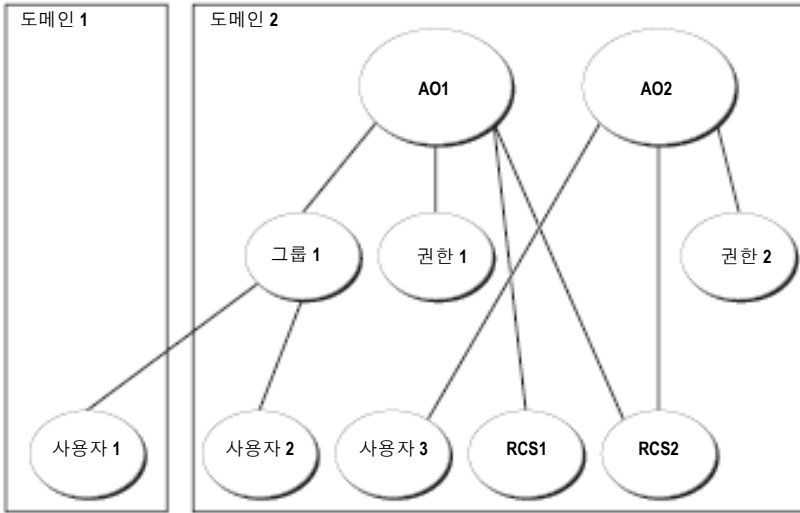 도메인 1
도메인 2
AO1
AO2
그룹 1
권한 1
권한 2
사용자 1
사용자 2
사용자 3
RCS1
RCS2